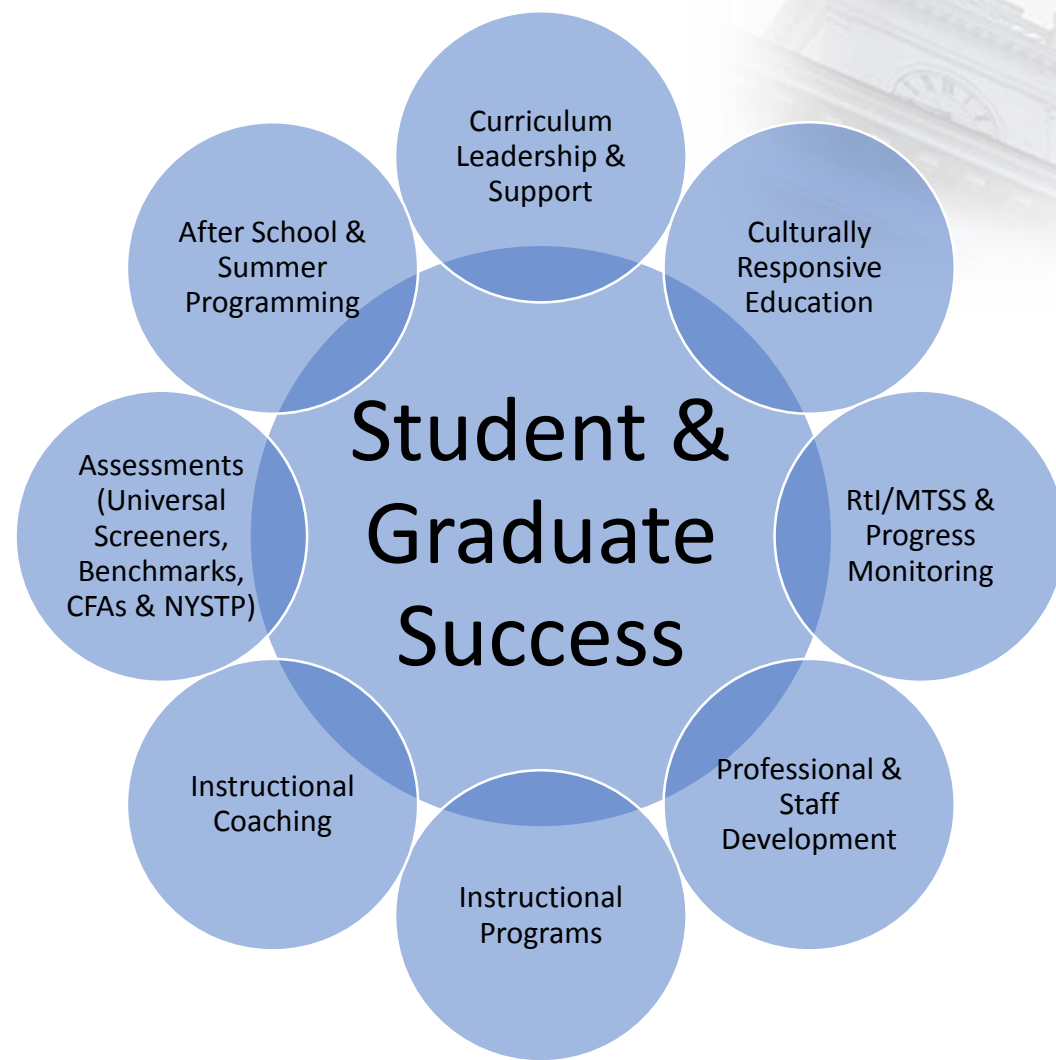 Curriculum
Leadership &
Support
Culturally
Responsive
Education
RtI/MTSS &
Progress
Monitoring
Professional &
Staff
Development
Instructional
Programs
Instructional
Coaching
Assessments
(Universal
Screeners,
Benchmarks,
CFAs & NYSTP)
After School &
Summer
Programming
Student &
Graduate
Success